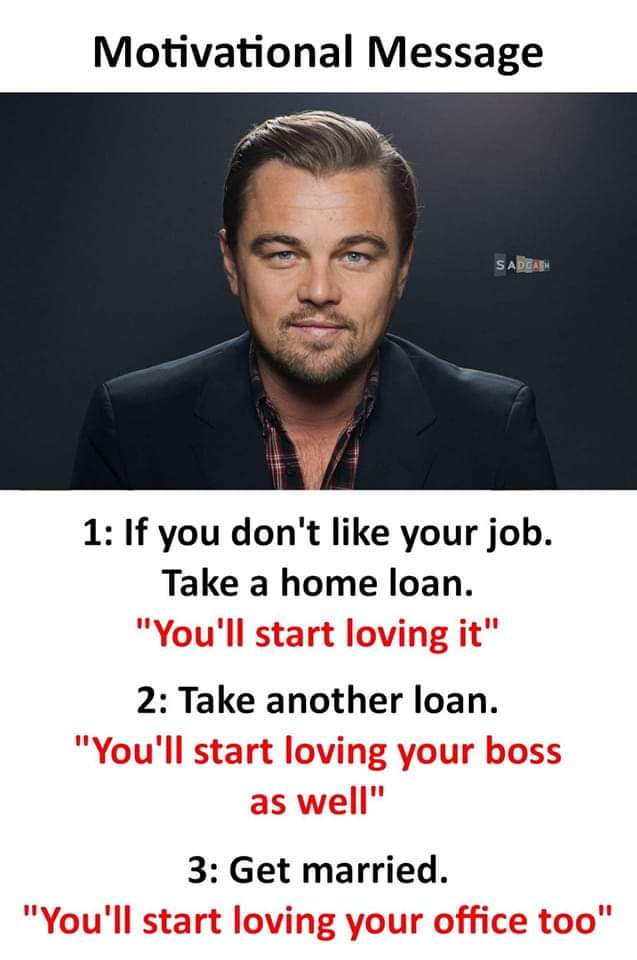 Motivational Message
SADCASM
1: If you don't like your job.
Take a home loan.
"You'll start loving it"
2: Take another loan.
"You'll start loving your boss
as well"
3: Get married.
"You'll start loving your office too"